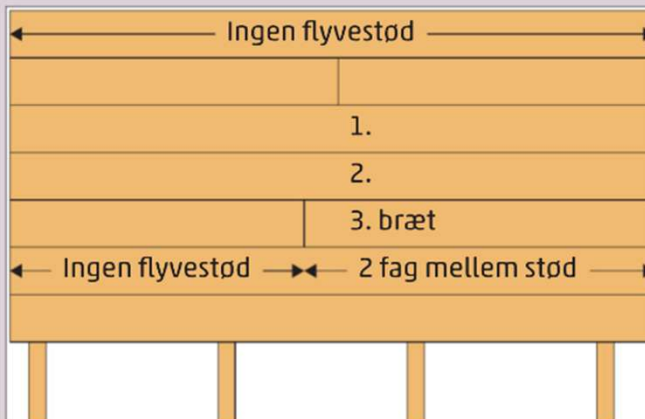 Ingen flyvestød
1.
2.
3. bræt
Ingen flyvestød 2 fag mellem stød